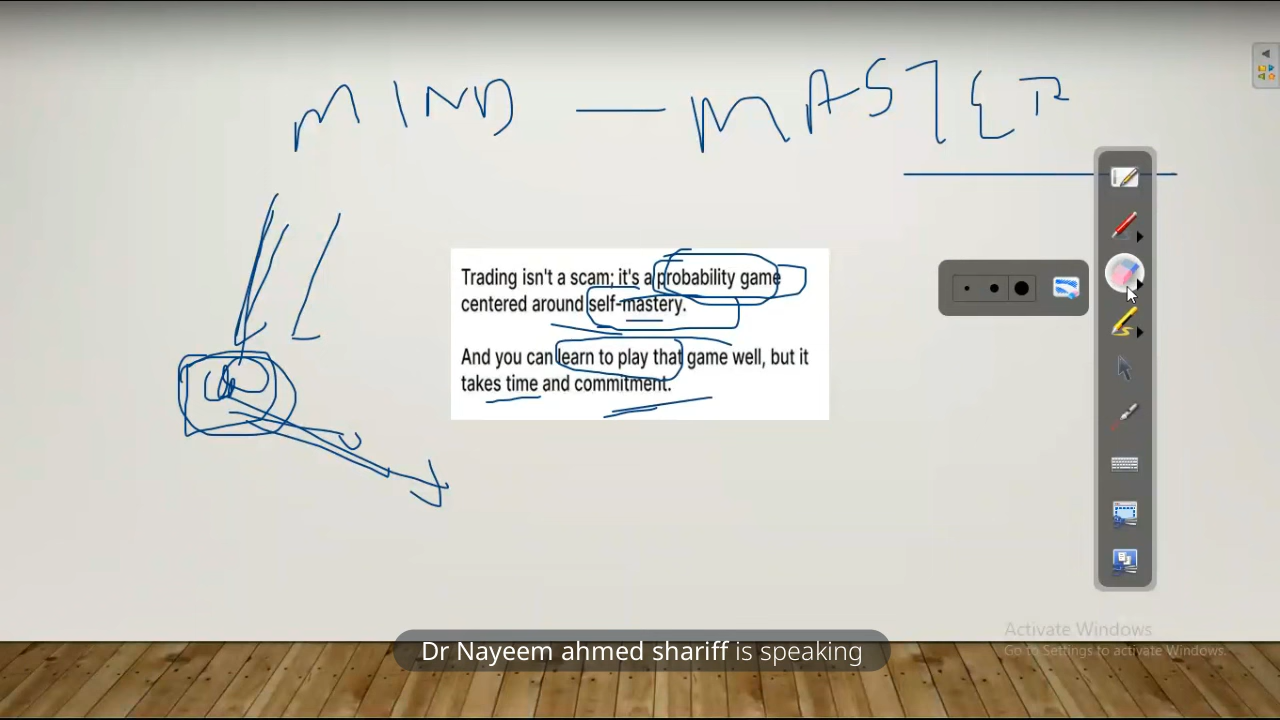 MIND — MASTER
Trading isn't a scam; it's a probability game
centered around self-mastery.
And you can learn to play that game well, but it
takes time and commitment.
Activate Windows
Go to Settings to activate Windows.
Dr Nayeem ahmed shariff is speaking